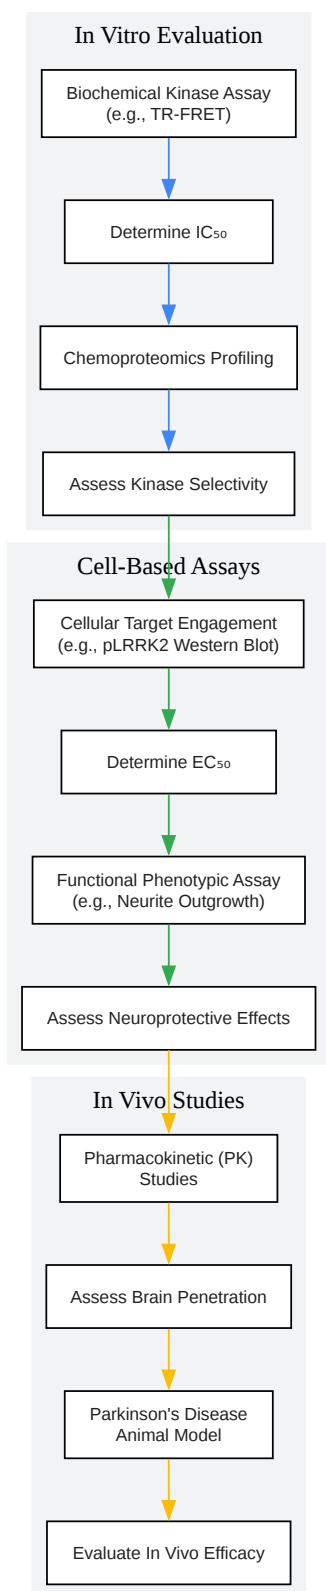 In Vitro Evaluation
Biochemical Kinase Assay
(e.g., TR-FRET)
Determine IC₅₀
Chemoproteomics Profiling
Assess Kinase Selectivity
Cell-Based Assays
Cellular Target Engagement
(e.g., pLRRK2 Western Blot)
Determine EC₅₀
Functional Phenotypic Assay
(e.g., Neurite Outgrowth)
Assess Neuroprotective Effects
In Vivo Studies
Pharmacokinetic (PK)
Studies
Assess Brain Penetration
Parkinson's Disease
Animal Model
Evaluate In Vivo Efficacy